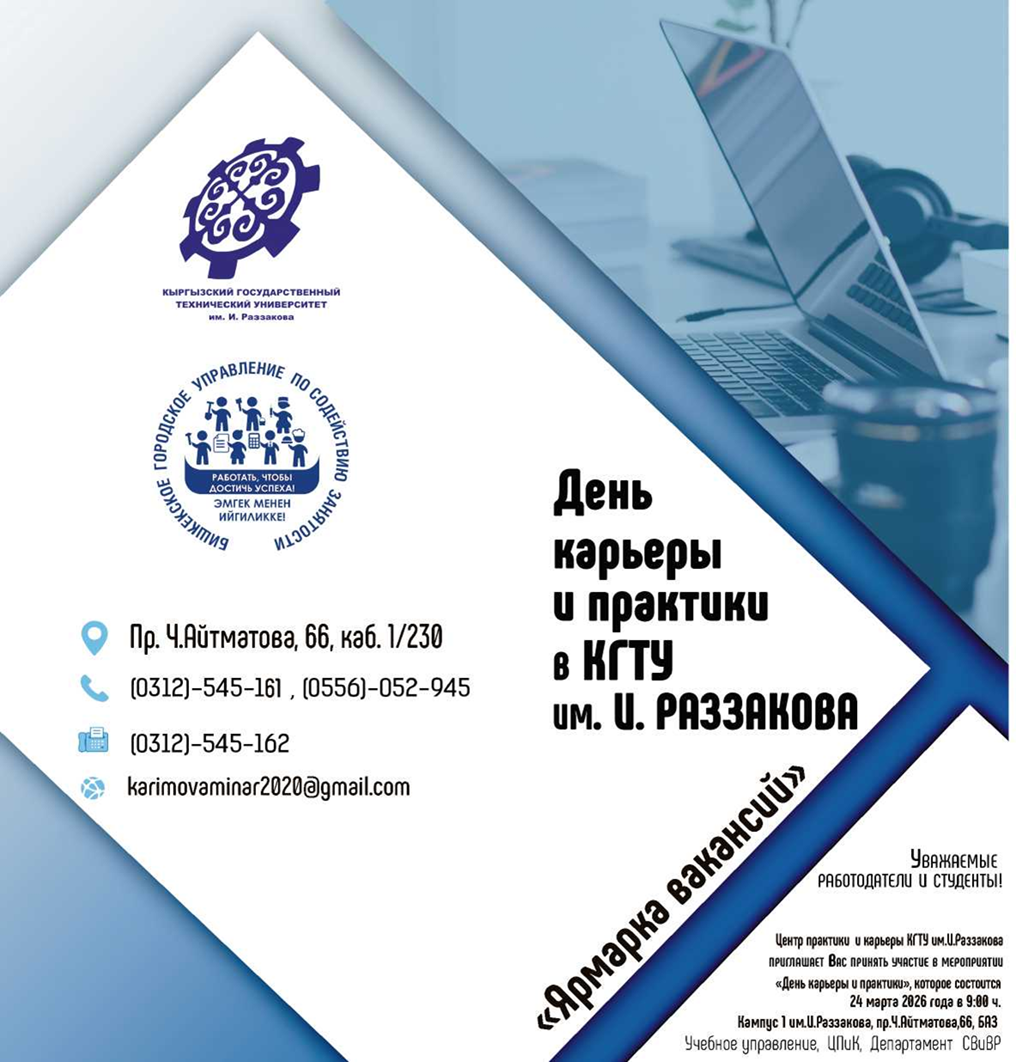 КЫРГЫЗСКИЙ ГОСУДАРСТВЕННЫЙ
ТЕХНИЧЕСКИЙ УНИВЕРСИТЕТ
им. И. Раззакова
БИШКЕКСКОЕ ГОРОДСКОЕ УПРАВЛЕНИЕ ПО СОДЕЙСТВИЮ ЗАНЯТОСТИ
РАБОТАТЬ, ЧТОБЫ
ДОСТИЧЬ УСПЕХА!
ЭМГЕК МЕНЕН
ИЙГИЛИККЕ!
Пр. Ч.Айтматова, 66, каб. 1/230
(0312)-545-161 , (0556)-052-945
(0312)-545-162
karimovaminar2020@gmail.com
День
карьеры
и практики
в КГТУ
им. И. РАЗЗАКОВА
«Ярмарка вакансий»
Уважаемые
работодатели и студенты!
Центр практики и карьеры КГТУ им.И.Раззакова
приглашает Вас принять участие в мероприятии
«День карьеры и практики», которое состоится
24 марта 2026 года в 9:00 ч.
Кампус 1 им.И.Раззакова, пр.Ч.Айтматова,66, БАЗ
Учебное управление, ЦПиК, Департамент СВиВР